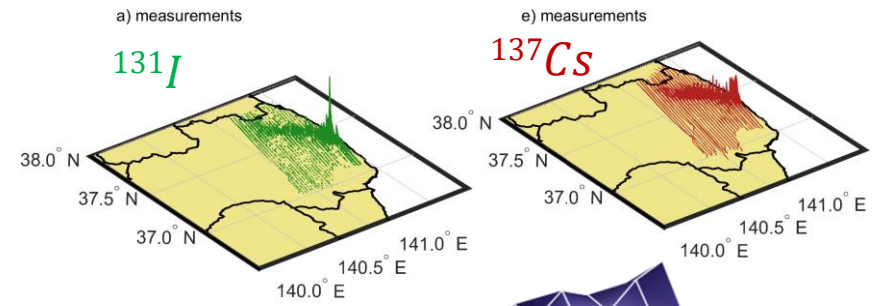 a) measurements
¹³¹I
38.0° N
37.5° N
37.0° N
140.0° E
140.5° E
141.0° E
e) measurements
¹³⁷Cs
38.0° N
37.5° N
37.0° N
140.0° E
140.5° E
141.0° E